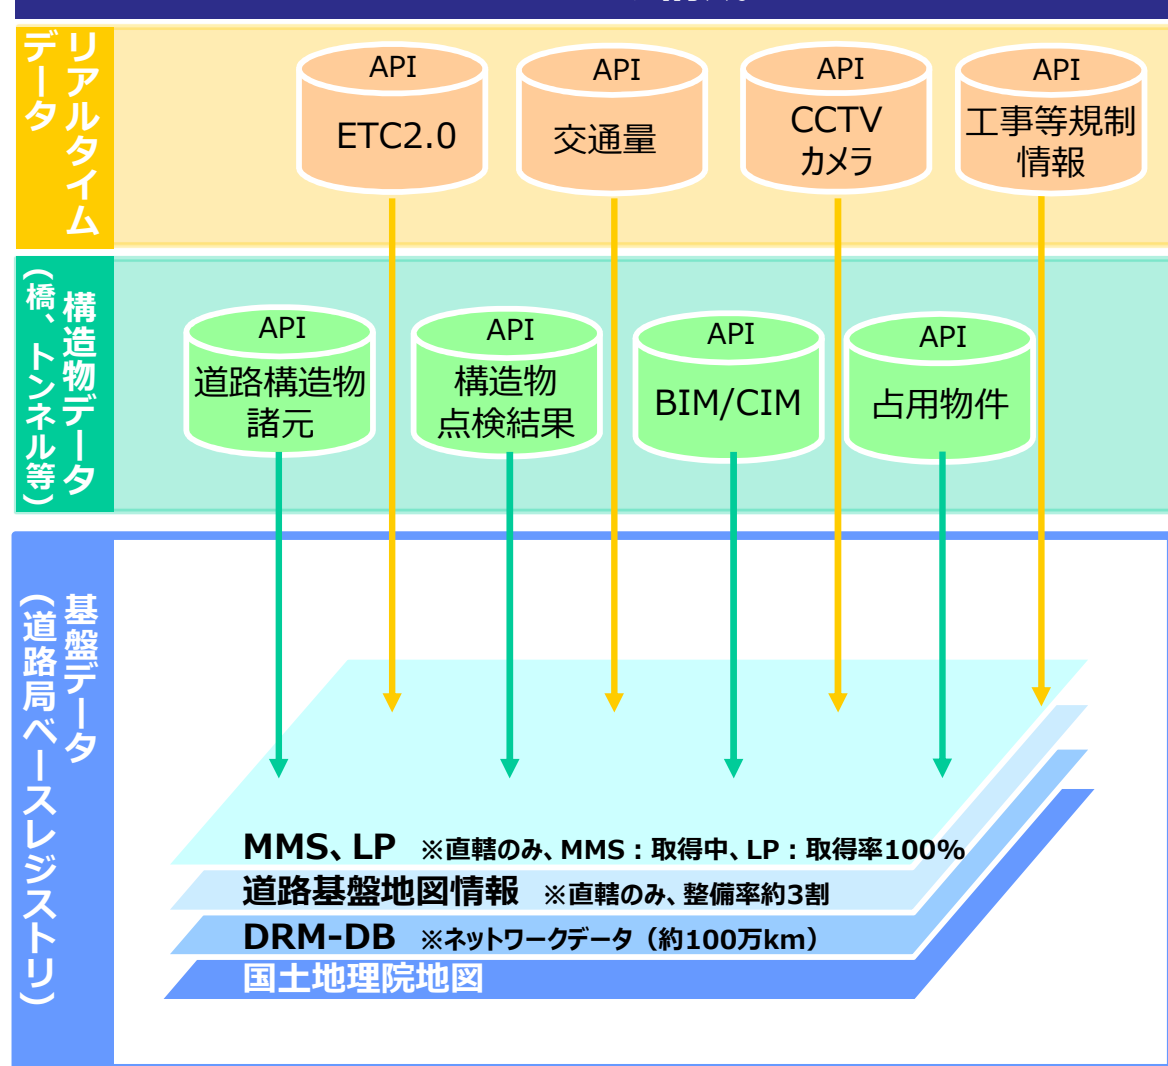 リアルタイム
データ
API
ETC2.0
API
交通量
API
CCTV
カメラ
API
工事等規制
情報
構造物データ
(橋、トンネル等)
API
道路構造物
諸元
API
構造物
点検結果
API
BIM/CIM
API
占用物件
基盤データ
(道路局ベースレジストリ)
MMS、LP ※直轄のみ、MMS：取得中、LP：取得率100%
道路基盤地図情報 ※直轄のみ、整備率約3割
DRM-DB ※ネットワークデータ（約100万km）
国土地理院地図